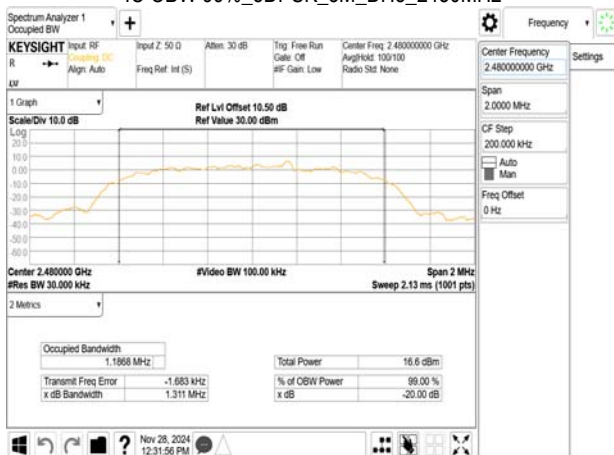 Spectrum Analyzer 1
Occupied BW
Frequency
KEYSIGHT
R
Input: RF
Coupling: DC
Align: Auto
Input Z: 50 Ω
Freq Ref: Int (S)
Atten: 30 dB
Trig: Free Run
Gate: Off
#IF Gain: Low
Center Freq: 2.480000000 GHz
Avg|Hold: 100/100
Radio Std: None
Center Frequency
2.480000000 GHz
Settings
Span
2.0000 MHz
CF Step
200.000 kHz
Auto
Man
Freq Offset
0 Hz
1 Graph
Scale/Div 10.0 dB
Ref Lvl Offset 10.50 dB
Ref Value 30.00 dBm
Log
20.0
10.0
0.00
-10.0
-20.0
-30.0
-40.0
-50.0
-60.0
Center 2.480000 GHz
#Video BW 100.00 kHz
Span 2 MHz
#Res BW 30.000 kHz
Sweep 2.13 ms (1001 pts)
2 Metrics
Occupied Bandwidth
1.1868 MHz
Total Power
16.6 dBm
Transmit Freq Error
-1.683 kHz
% of OBW Power
99.00 %
x dB Bandwidth
1.311 MHz
x dB
-20.00 dB
Nov 28, 2024
12:31:56 PM